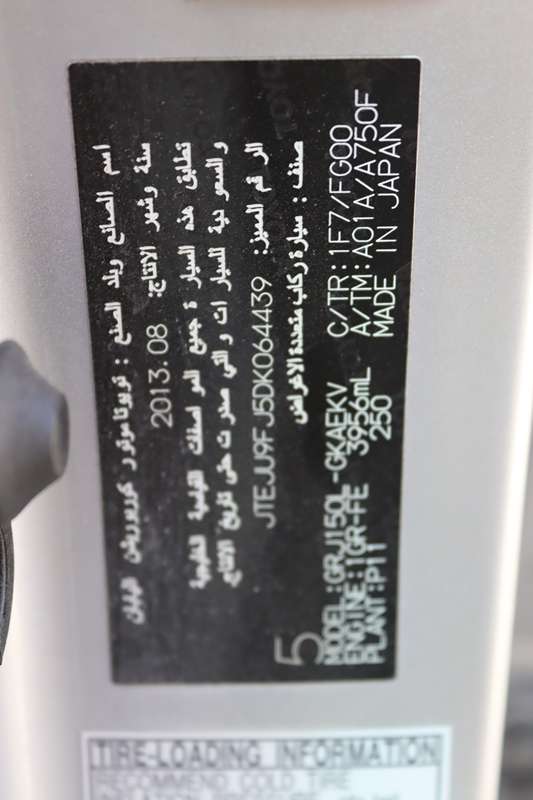 اسم الصانع وبلد الصنع : تويوتا موتور كوربوريشن اليابان
سنة وشهر الانتاج: 2013.08
تطابق هذه السيارة جميع المواصفات القياسية الخليجية
والسعودية للسيارات والتي صدرت حتى تاريخ الانتاج.
الرقم المميز: JTEJU9FJ5DK064439
صنف : سيارة ركاب متعددة الاغراض
5
MODEL:GRJ150L-GKAEKV C/TR:1F7/FG00
ENGINE:1GR-FE 3956mL A/TM:A01A/A750F
PLANT:P11 250 MADE IN JAPAN
TIRE-LOADING INFORMATION
RECOMMEND COLD TIRE